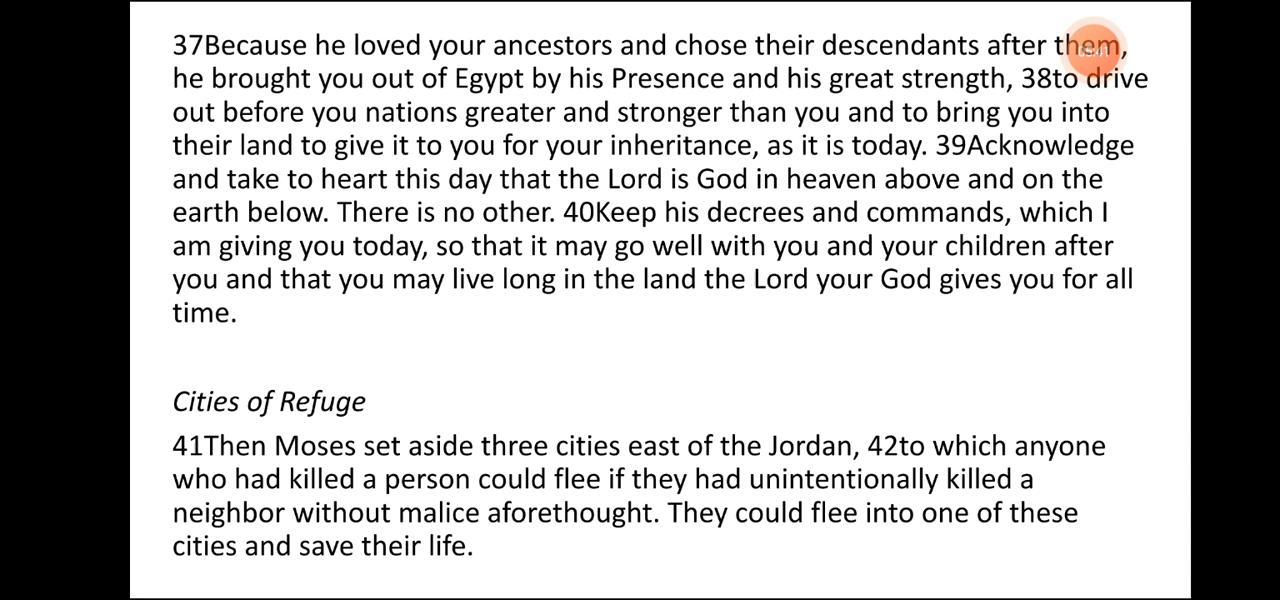 37Because he loved your ancestors and chose their descendants after them,
he brought you out of Egypt by his Presence and his great strength, 38to drive
out before you nations greater and stronger than you and to bring you into
their land to give it to you for your inheritance, as it is today. 39Acknowledge
and take to heart this day that the Lord is God in heaven above and on the
earth below. There is no other. 40Keep his decrees and commands, which I
am giving you today, so that it may go well with you and your children after
you and that you may live long in the land the Lord your God gives you for all
time.
Cities of Refuge
41Then Moses set aside three cities east of the Jordan, 42to which anyone
who had killed a person could flee if they had unintentionally killed a
neighbor without malice aforethought. They could flee into one of these
cities and save their life.